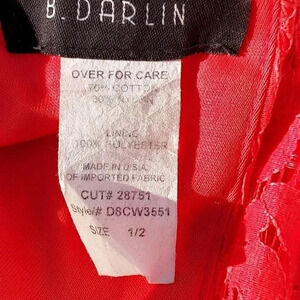 B. DARLIN
OVER FOR CARE
70% COTTON
30% NYLON
LINING
100% POLYESTER
MADE IN U.S.A.
OF IMPORTED FABRIC
CUT# 28751
Style# D8CW3551
SIZE 1/2